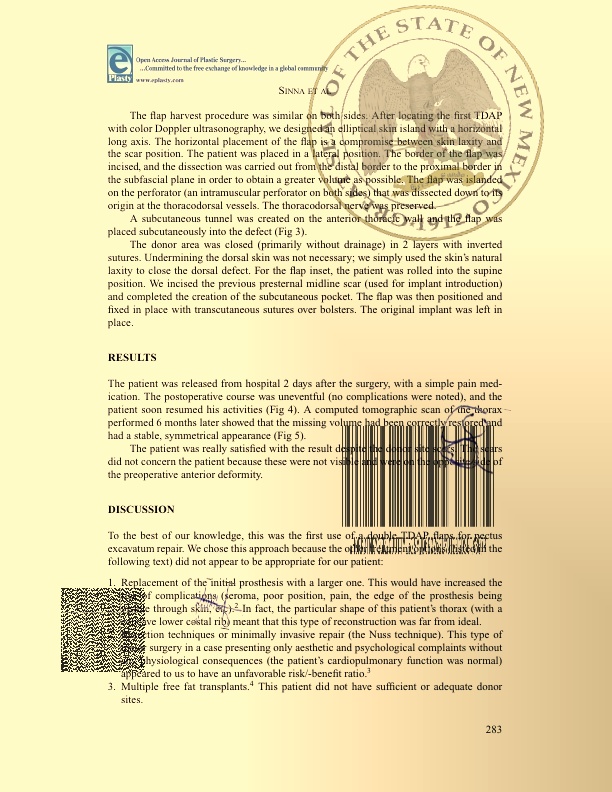 Open Access Journal of Plastic Surgery...
...Committed to the free exchange of knowledge in a global community
e
Eplasty
www.eplasty.com
SINNA ET AL
SEAL OF THE STATE OF NEW MEXICO
1912
The flap harvest procedure was similar on both sides. After locating the first TDAP
with color Doppler ultrasonography, we designed an elliptical skin island with a horizontal
long axis. The horizontal placement of the flap is a compromise between skin laxity and
the scar position. The patient was placed in a lateral position. The border of the flap was
incised, and the dissection was carried out from the distal border to the proximal border in
the subfascial plane in order to obtain a greater volume as possible. The flap was islanded
on the perforator (an intramuscular perforator on both sides) that was dissected down to its
origin at the thoracodorsal vessels. The thoracodorsal nerve was preserved.
A subcutaneous tunnel was created on the anterior thoracic wall and the flap was
placed subcutaneously into the defect (Fig 3).
The donor area was closed (primarily without drainage) in 2 layers with inverted
sutures. Undermining the dorsal skin was not necessary; we simply used the skin's natural
laxity to close the dorsal defect. For the flap inset, the patient was rolled into the supine
position. We incised the previous presternal midline scar (used for implant introduction)
and completed the creation of the subcutaneous pocket. The flap was then positioned and
fixed in place with transcutaneous sutures over bolsters. The original implant was left in
place.
RESULTS
The patient was released from hospital 2 days after the surgery, with a simple pain med-
ication. The postoperative course was uneventful (no complications were noted), and the
patient soon resumed his activities (Fig 4). A computed tomographic scan of the thorax
performed 6 months later showed that the missing volume had been correctly restored and
had a stable, symmetrical appearance (Fig 5).
The patient was really satisfied with the result despite the donor site scars. The scars
did not concern the patient because these were not visible and were on the opposite side of
the preoperative anterior deformity.
DISCUSSION
To the best of our knowledge, this was the first use of a double TDAP flaps for pectus
excavatum repair. We chose this approach because the other treatment options (listed in the
following text) did not appear to be appropriate for our patient:
1. Replacement of the initial prosthesis with a larger one. This would have increased the
of complications (seroma, poor position, pain, the edge of the prosthesis being
through skin, etc).2 In fact, the particular shape of this patient's thorax (with a
lower costal rib) meant that this type of reconstruction was far from ideal.
techniques or minimally invasive repair (the Nuss technique). This type of
surgery in a case presenting only aesthetic and psychological complaints without
physiological consequences (the patient's cardiopulmonary function was normal)
appeared to us to have an unfavorable risk/-benefit ratio.3
3. Multiple free fat transplants.4 This patient did not have sufficient or adequate donor
sites.
283